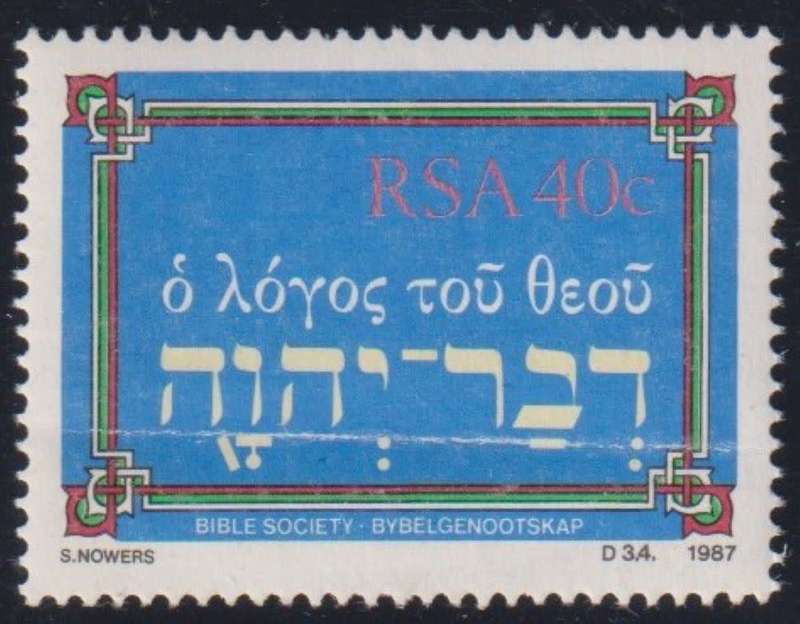 RSA 40c
ὁ λόγος τοῦ θεοῦ
דְבַר־יְהוָה
BIBLE SOCIETY · BYBELGENOOTSKAP
S.NOWERS D 3,4. 1987